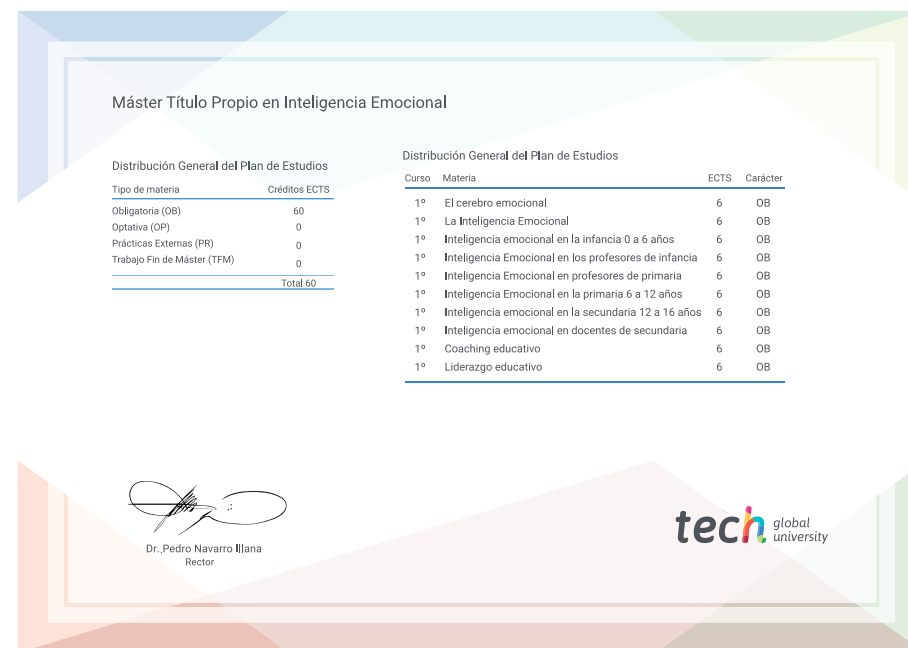 Máster Título Propio en Inteligencia Emocional
Distribución General del Plan de Estudios
Tipo de materia Créditos ECTS
Obligatoria (OB) 60
Optativa (OP) 0
Prácticas Externas (PR) 0
Trabajo Fin de Máster (TFM) 0
Total 60
Distribución General del Plan de Estudios
Curso Materia ECTS Carácter
1º El cerebro emocional 6 OB
1º La Inteligencia Emocional 6 OB
1º Inteligencia emocional en la infancia 0 a 6 años 6 OB
1º Inteligencia Emocional en los profesores de infancia 6 OB
1º Inteligencia Emocional en profesores de primaria 6 OB
1º Inteligencia Emocional en la primaria 6 a 12 años 6 OB
1º Inteligencia emocional en la secundaria 12 a 16 años 6 OB
1º Inteligencia emocional en docentes de secundaria 6 OB
1º Coaching educativo 6 OB
1º Liderazgo educativo 6 OB
Dr. Pedro Navarro Illana
Rector
tech global university